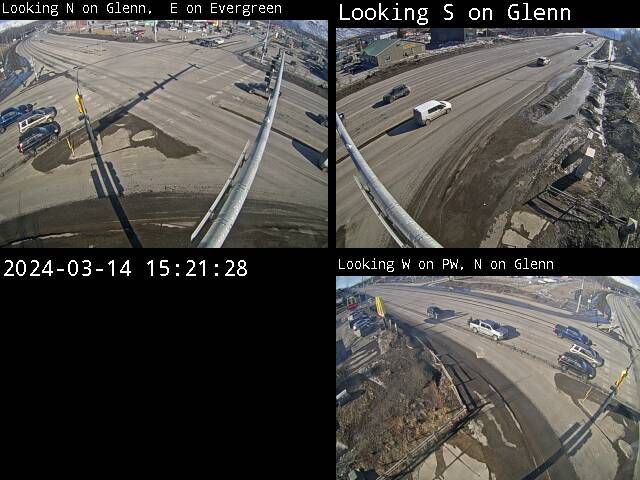 Looking N on Glenn, E on Evergreen
Looking S on Glenn
2024-03-14 15:21:28
Looking W on PW, N on Glenn